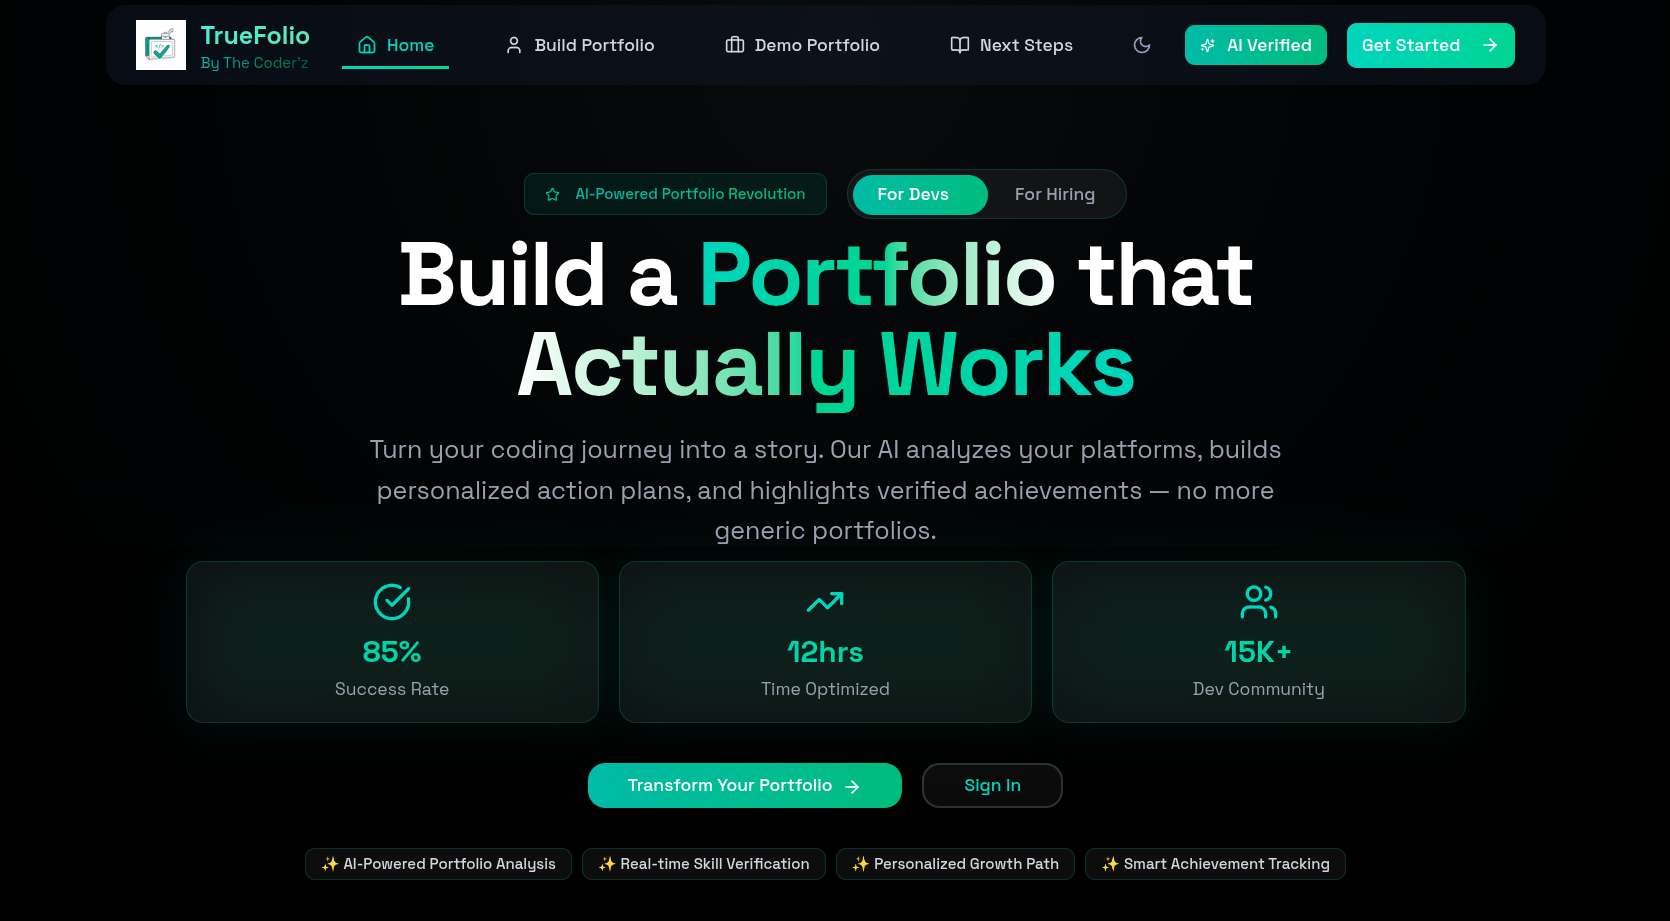 TrueFolio
By The Coder'z
Home
Build Portfolio
Demo Portfolio
Next Steps
AI Verified
Get Started
AI-Powered Portfolio Revolution
For Devs
For Hiring
Build a Portfolio that
Actually Works
Turn your coding journey into a story. Our AI analyzes your platforms, builds
personalized action plans, and highlights verified achievements — no more
generic portfolios.
85%
Success Rate
12hrs
Time Optimized
15K+
Dev Community
Transform Your Portfolio
Sign In
✨ AI-Powered Portfolio Analysis
✨ Real-time Skill Verification
✨ Personalized Growth Path
✨ Smart Achievement Tracking